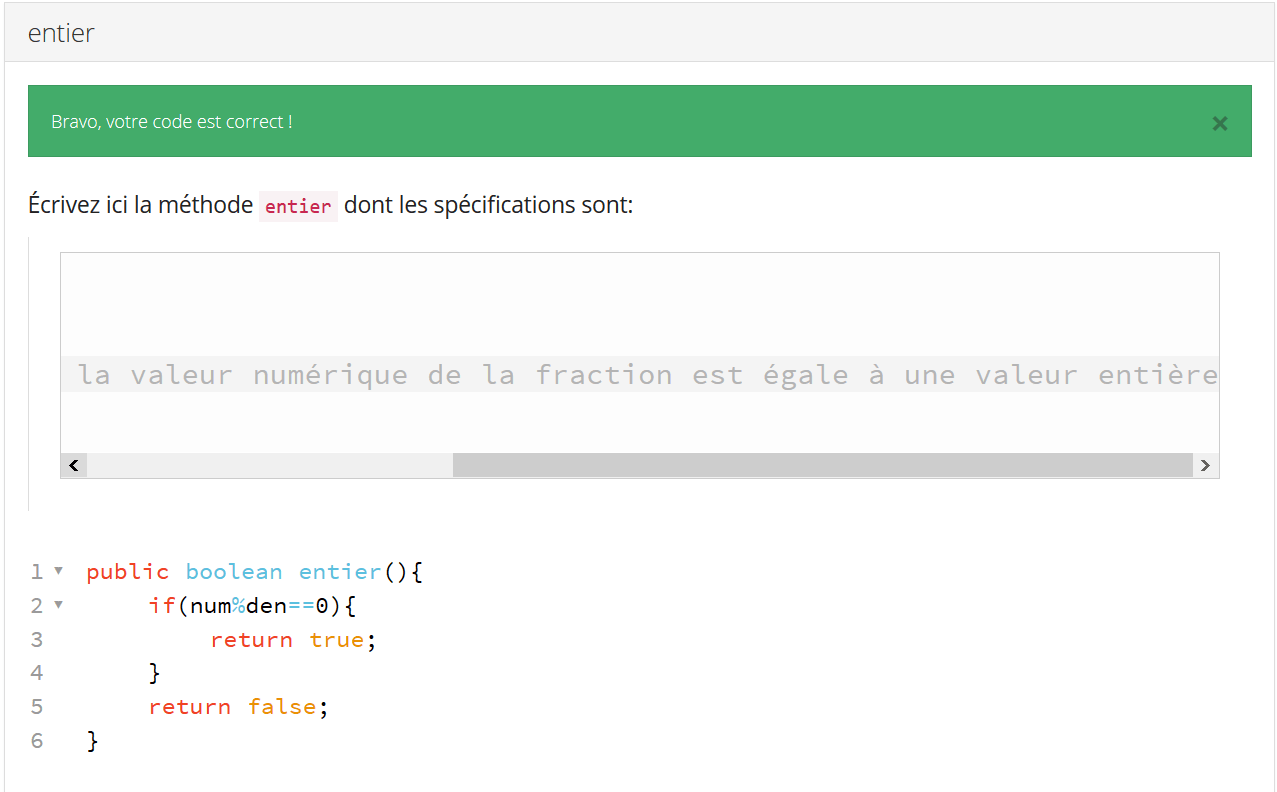 entier
Bravo, votre code est correct !
×
Écrivez ici la méthode entier dont les spécifications sont:
la valeur numérique de la fraction est égale à une valeur entière
1 public boolean entier(){
2 if(num%den==0){
3 return true;
4 }
5 return false;
6 }